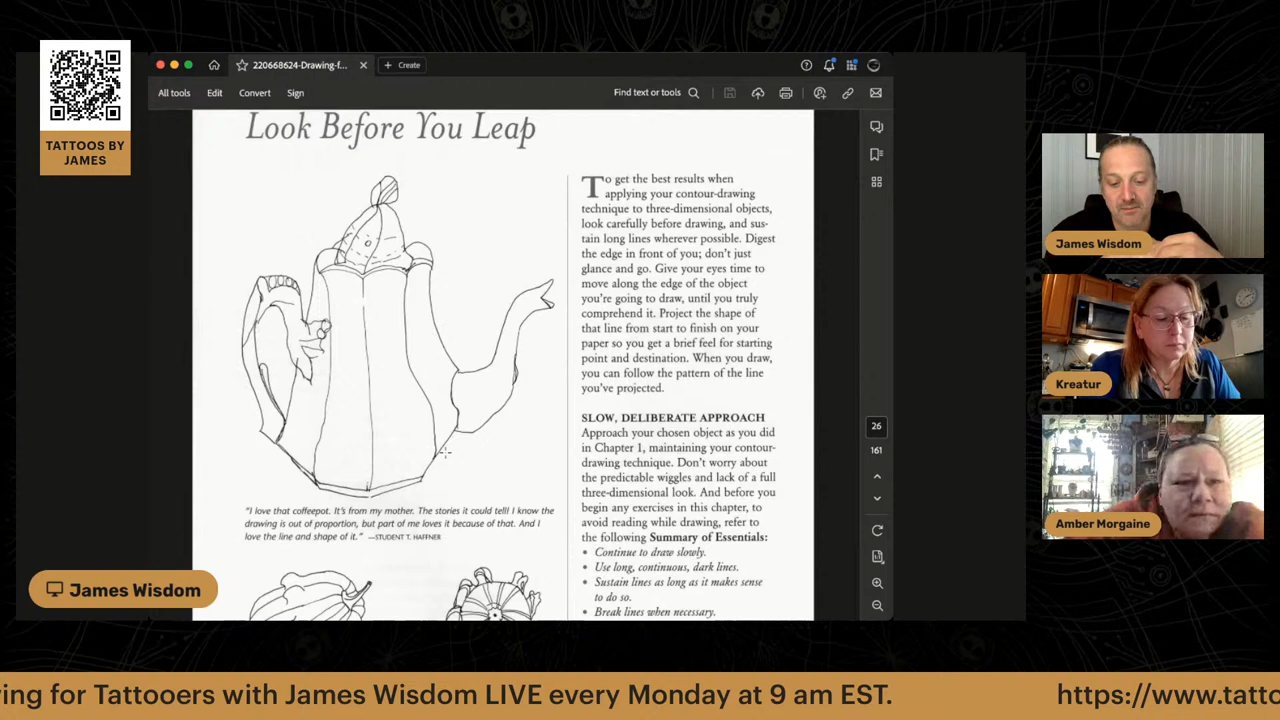 TATTOOS BY
JAMES
220668624-Drawing-f...
Create
All tools
Edit
Convert
Sign
Find text or tools
Look Before You Leap
To get the best results when
applying your contour-drawing
technique to three-dimensional objects,
look carefully before drawing, and sus-
tain long lines wherever possible. Digest
the edge in front of you; don't just
glance and go. Give your eyes time to
move along the edge of the object
you're going to draw, until you truly
comprehend it. Project the shape of
that line from start to finish on your
paper so you get a brief feel for starting
point and destination. When you draw,
you can follow the pattern of the line
you've projected.
SLOW, DELIBERATE APPROACH
Approach your chosen object as you did
in Chapter 1, maintaining your contour-
drawing technique. Don't worry about
the predictable wiggles and lack of a full
three-dimensional look. And before you
begin any exercises in this chapter, to
avoid reading while drawing, refer to
the following Summary of Essentials:
• Continue to draw slowly.
• Use long, continuous, dark lines.
• Sustain lines as long as it makes sense
to do so.
• Break lines when necessary.
"I love that coffeepot. It's from my mother. The stories it could tell! I know the
drawing is out of proportion, but part of me loves it because of that. And I
love the line and shape of it." —STUDENT T. HAFFNER
26
161
James Wisdom
Kreatur
Amber Morgaine
James Wisdom
ing for Tattooers with James Wisdom LIVE every Monday at 9 am EST.
https://www.tatto